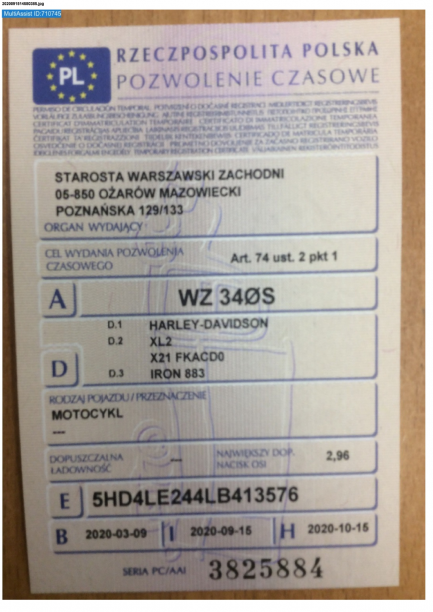 20200918140800398.jpg
MultiAssist ID:710745
PL
RZECZPOSPOLITA POLSKA
POZWOLENIE CZASOWE
STAROSTA WARSZAWSKI ZACHODNI
05-850 OŻARÓW MAZOWIECKI
POZNAŃSKA 129/133
ORGAN WYDAJĄCY
CEL WYDANIA POZWOLENIA CZASOWEGO Art. 74 ust. 2 pkt 1
A WZ 34ØS
D.1 HARLEY-DAVIDSON
D.2 XL2
X21 FKACD0
D
D.3 IRON 883
RODZAJ POJAZDU / PRZEZNACZENIE
MOTOCYKL
---
DOPUSZCZALNA ŁADOWNOŚĆ --- NAJWIĘKSZY DOP. NACISK OSI 2,96
E 5HD4LE244LB413576
B 2020-03-09 I 2020-09-15 H 2020-10-15
SERIA PC/AAI 3825884